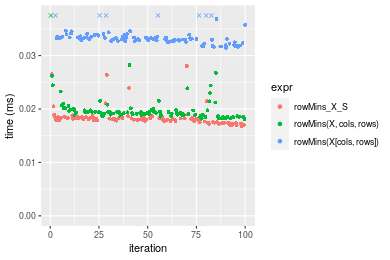 time (ms)
0.03
0.02
0.01
0.00
0
25
50
75
100
iteration
expr
rowMins_X_S
rowMins(X, cols, rows)
rowMins(X[cols, rows])